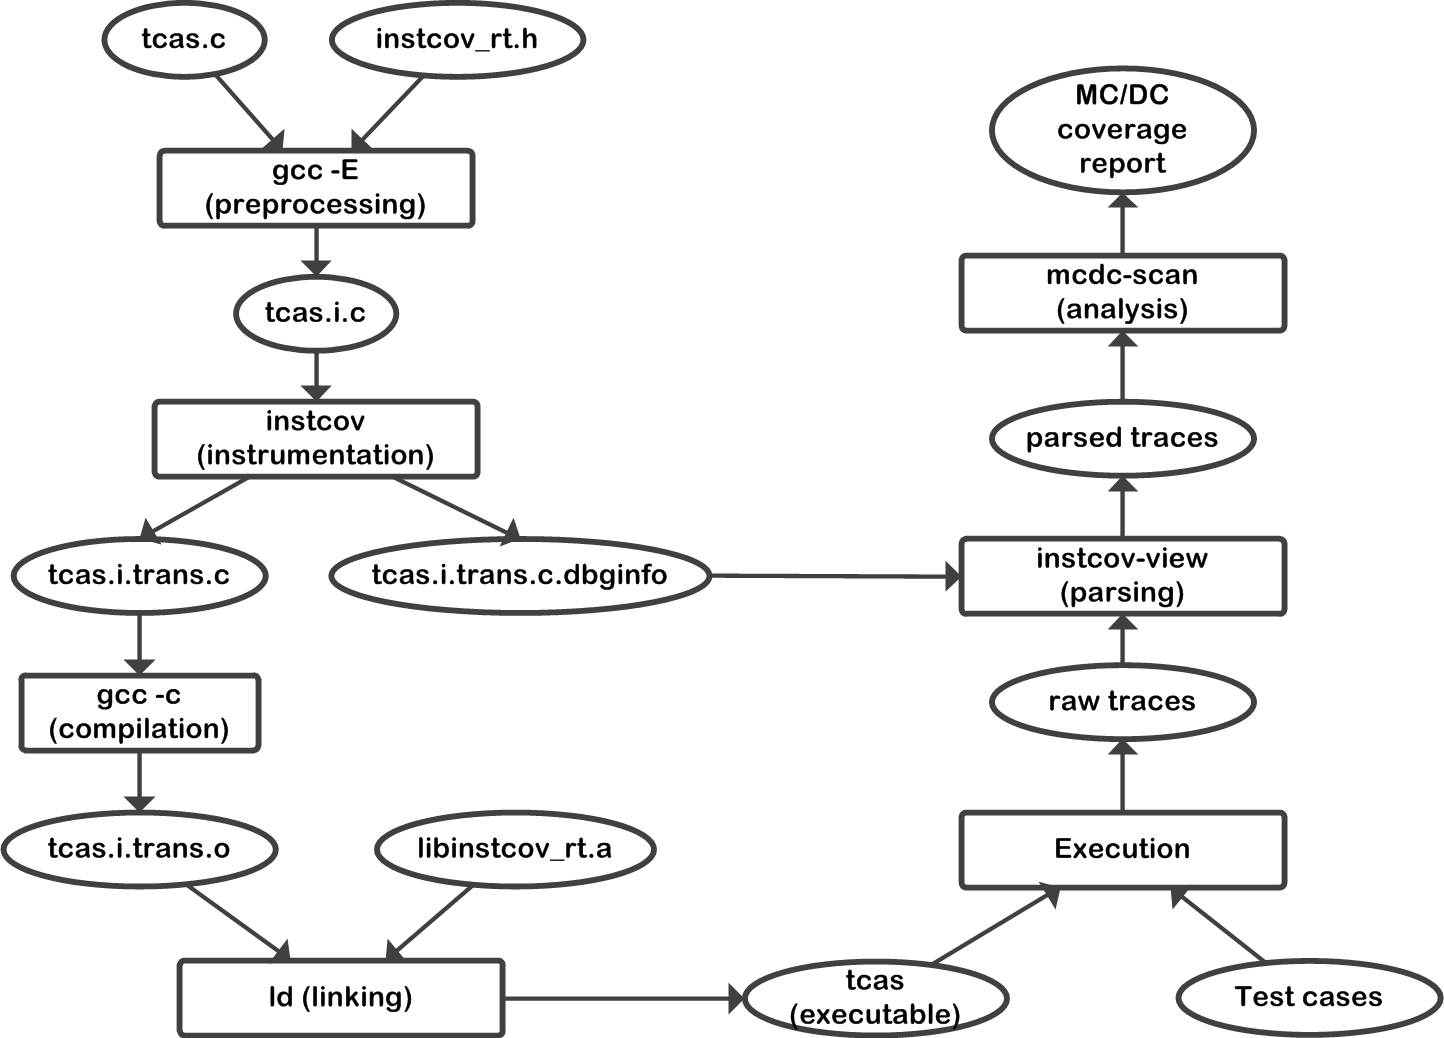 tcas.c
instcov_rt.h
gcc -E
(preprocessing)
tcas.i.c
instcov
(instrumentation)
tcas.i.trans.c
tcas.i.trans.c.dbginfo
gcc -c
(compilation)
tcas.i.trans.o
libinstcov_rt.a
ld (linking)
tcas
(executable)
Test cases
Execution
raw traces
instcov-view
(parsing)
parsed traces
mcdc-scan
(analysis)
MC/DC
coverage
report